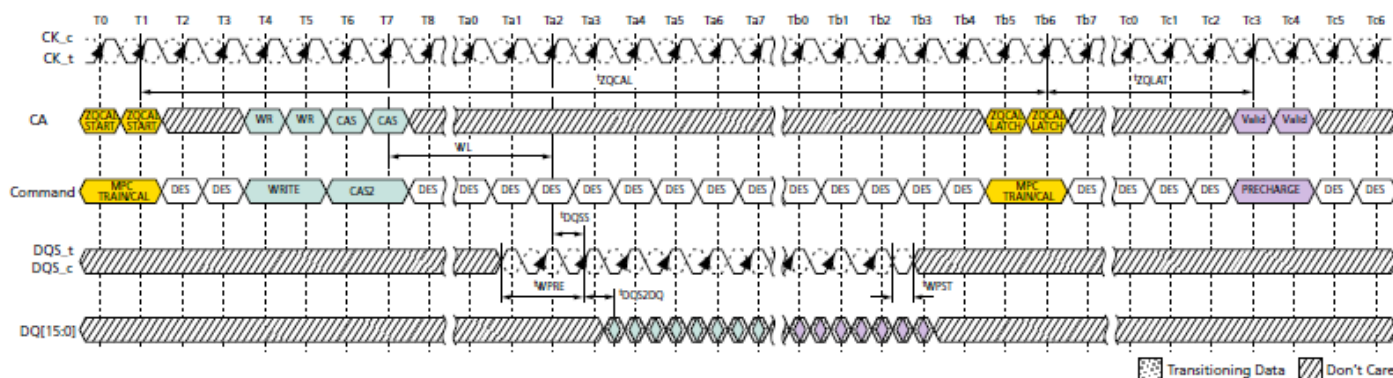 T0 T1 T2 T3 T4 T5 T6 T7 T8 Ta0 Ta1 Ta2 Ta3 Ta4 Ta5 Ta6 Ta7 Tb0 Tb1 Tb2 Tb3 Tb4 Tb5 Tb6 Tb7 Tc0 Tc1 Tc2 Tc3 Tc4 Tc5 Tc6
CK_c
CK_t
tZQCAL tZQLAT
CA ZQCAL START ZQCAL START WR WR CAS CAS ZQCAL LATCH ZQCAL LATCH Valid Valid
WL
Command MPC TRAIN/CAL DES DES WRITE CAS2 DES DES DES DES DES DES DES DES DES DES DES DES DES DES MPC TRAIN/CAL DES DES DES DES PRECHARGE DES DES
tDQSS
DQS_t
DQS_c
tWPRE tDQS2DQ tWPST
DQ[15:0]
Transitioning Data Don't Care